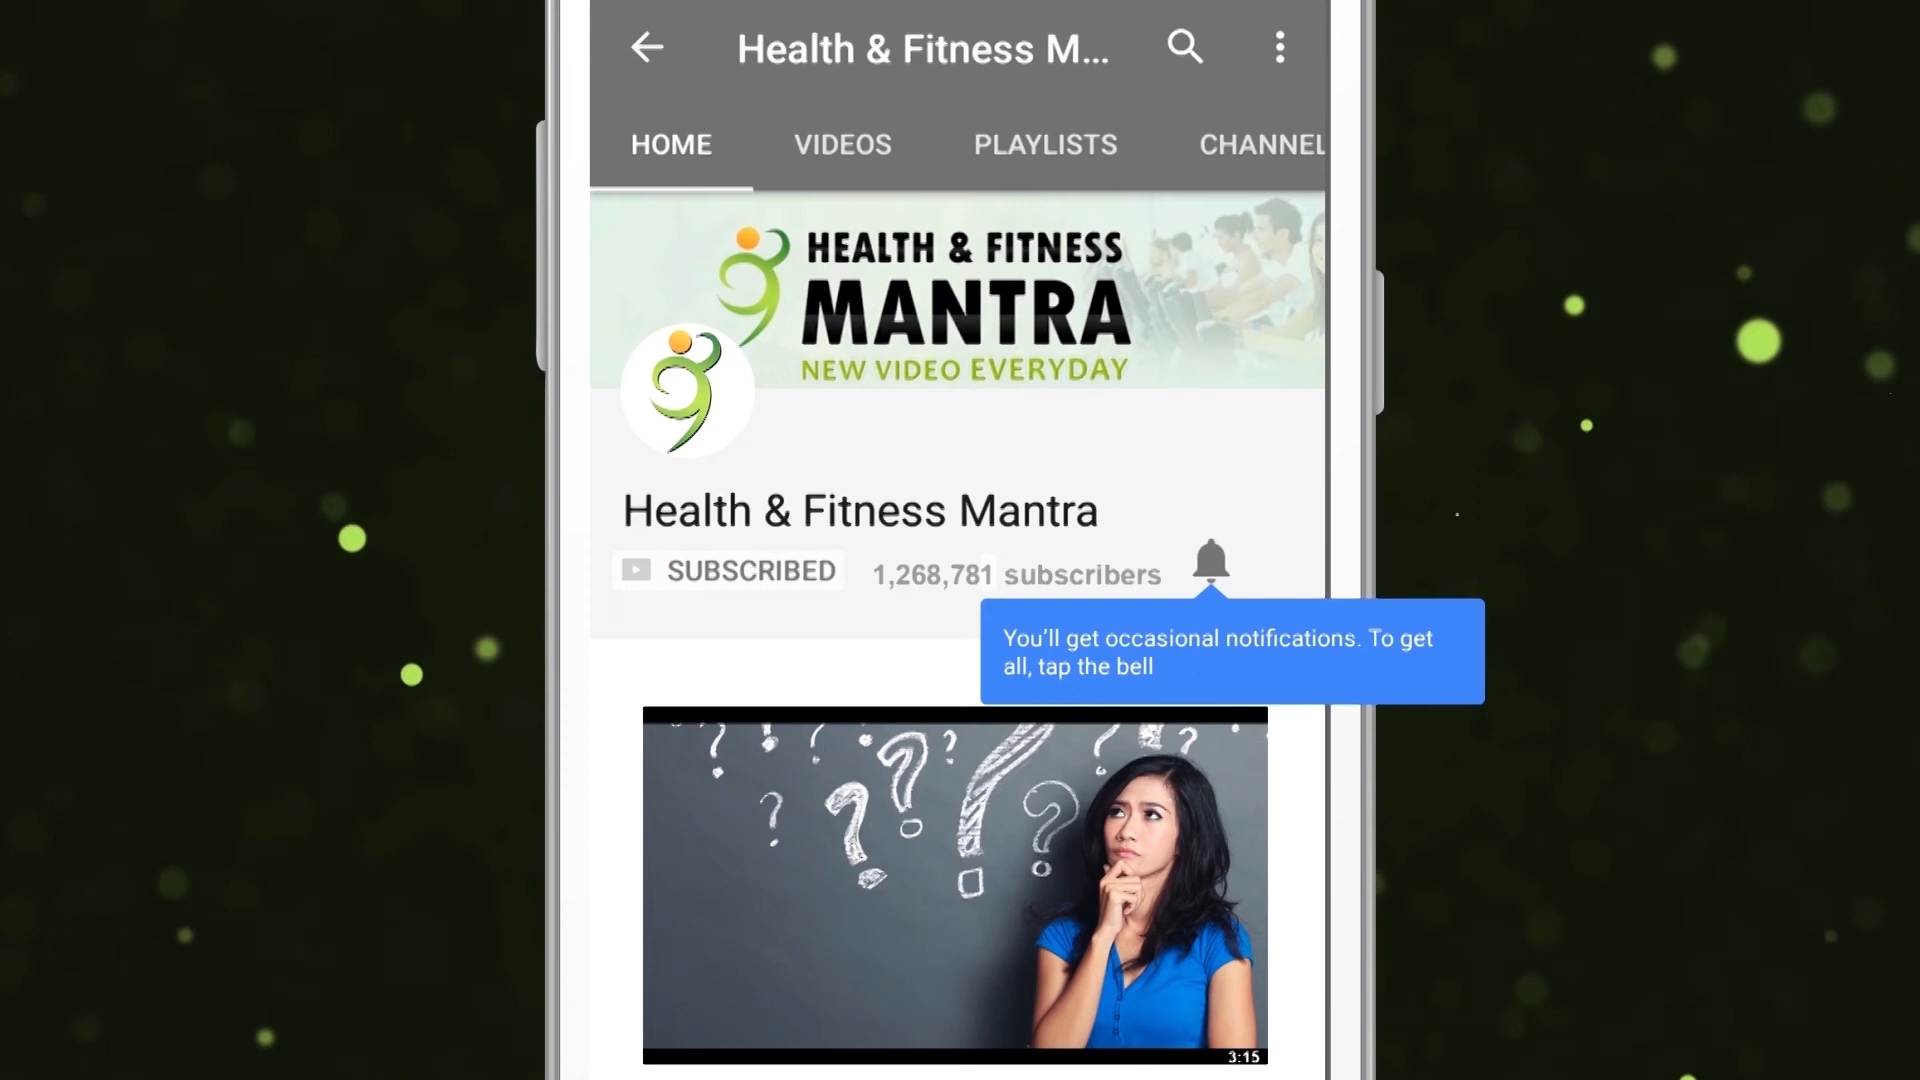 Health & Fitness M...
HOME VIDEOS PLAYLISTS CHANNEL
HEALTH & FITNESS
MANTRA
NEW VIDEO EVERYDAY
Health & Fitness Mantra
SUBSCRIBED 1,268,781 subscribers
You'll get occasional notifications. To get
all, tap the bell
? ? ? ? ? ? ? ? ? ?
3:15